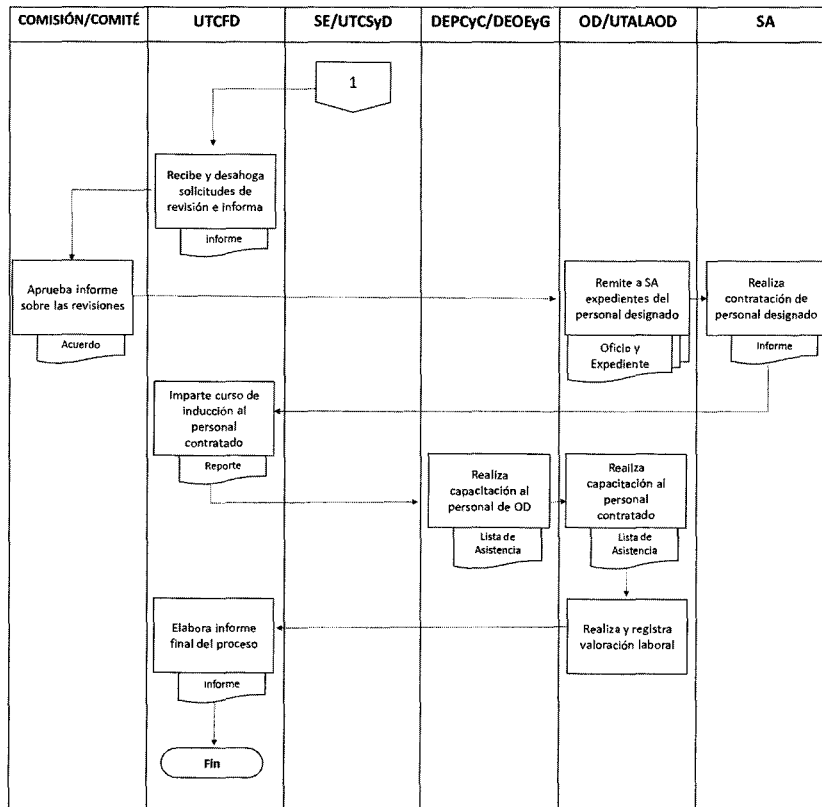 COMISIÓN/COMITÉ
UTCFD
SE/UTCSyD
DEPCyC/DEOEyG
OD/UTALAOD
SA
1
Recibe y desahoga
solicitudes de
revisión e informa
Informe
Aprueba informe
sobre las revisiones
Acuerdo
Remite a SA
expedientes del
personal designado
Oficio y
Expediente
Realiza
contratación de
personal designado
Informe
Imparte curso de
inducción al
personal
contratado
Reporte
Realiza
capacitación al
personal de OD
Lista de
Asistencia
Realiza
capacitación al
personal
contratado
Lista de
Asistencia
Elabora informe
final del proceso
Informe
Realiza y registra
valoración laboral
Fin